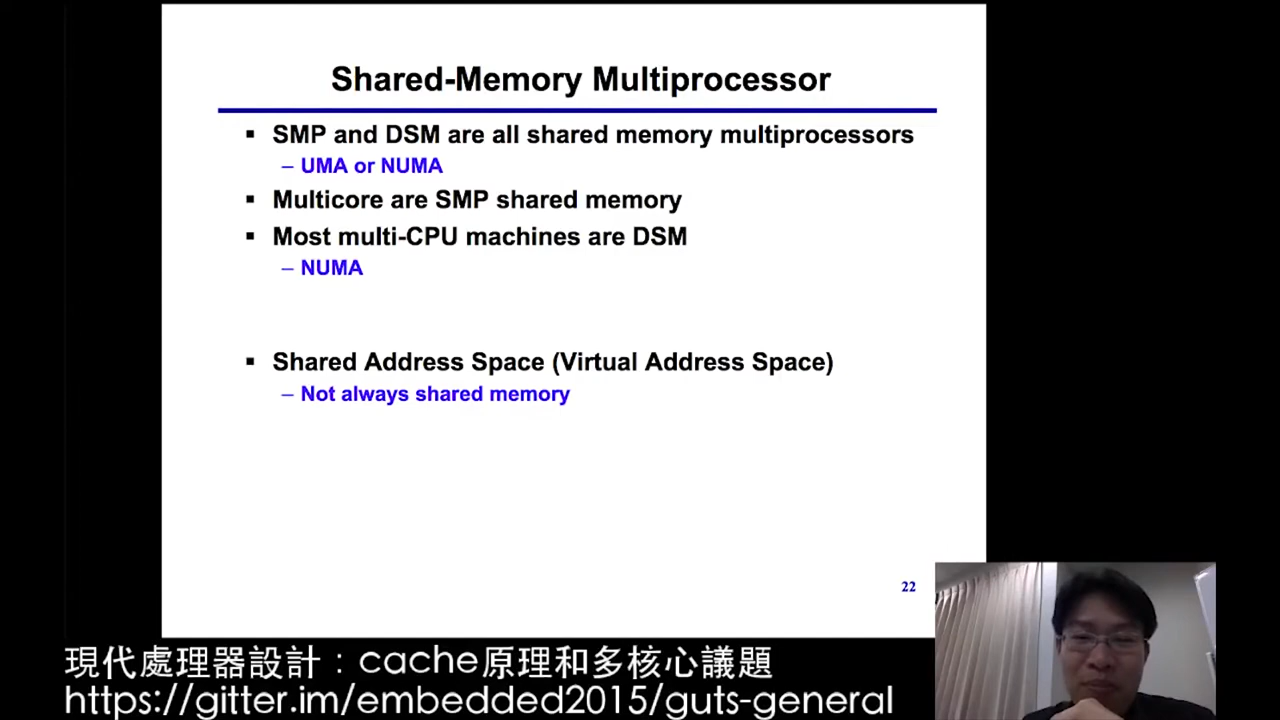 Shared-Memory Multiprocessor
▪ SMP and DSM are all shared memory multiprocessors
– UMA or NUMA
▪ Multicore are SMP shared memory
▪ Most multi-CPU machines are DSM
– NUMA
▪ Shared Address Space (Virtual Address Space)
– Not always shared memory
22
現代處理器設計：cache原理和多核心議題
https://gitter.im/embedded2015/guts-general